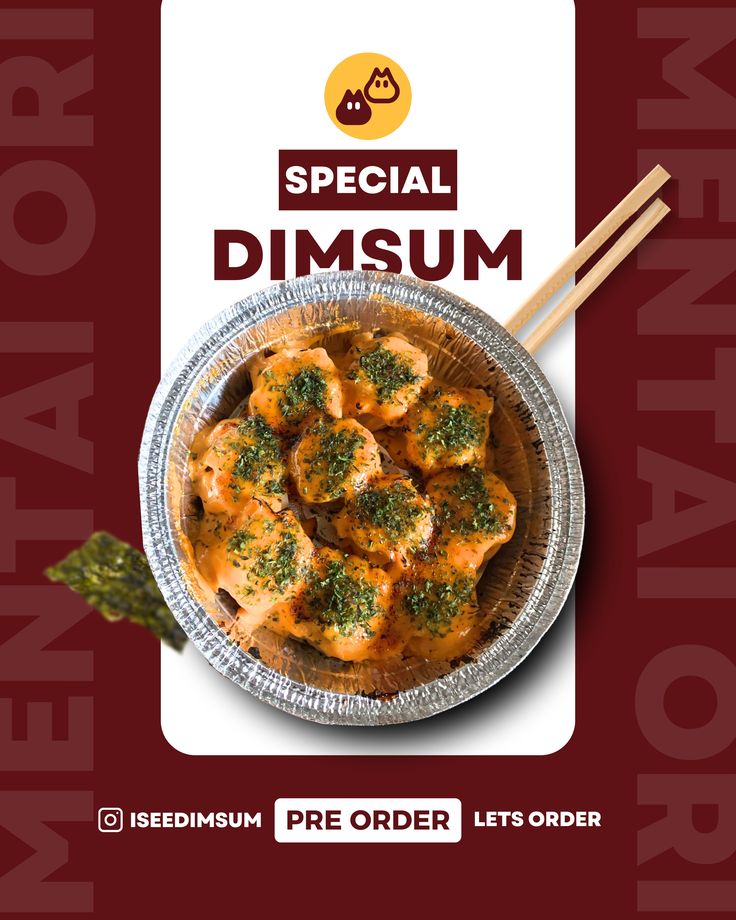 SPECIAL
DIMSUM
MENTAI ORI
MENTAI ORI
ISEEDIMSUM
PRE ORDER
LETS ORDER